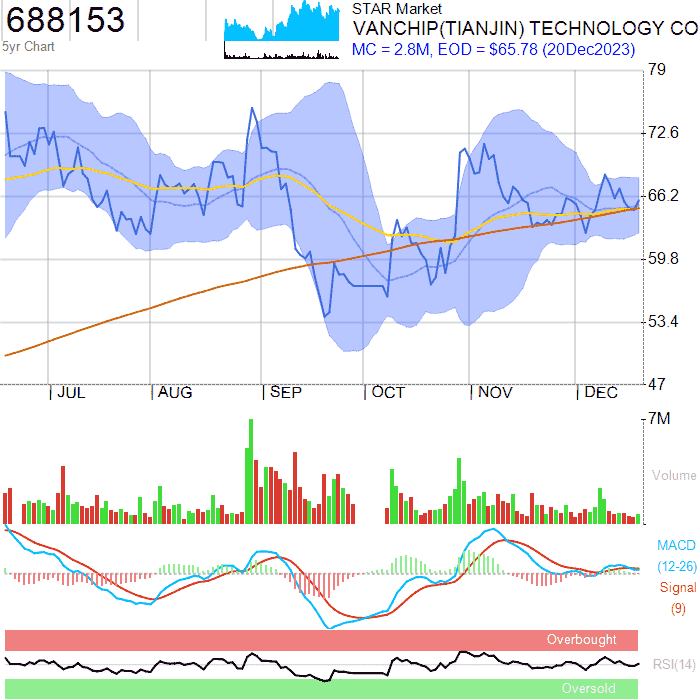 688153
5yr Chart
STAR Market
VANCHIP(TIANJIN) TECHNOLOGY CO
MC = 2.8M, EOD = $65.78 (20Dec2023)
79
72.6
66.2
59.8
53.4
47
JUL AUG SEP OCT NOV DEC
7M
Volume
MACD
(12-26)
Signal
(9)
Overbought
RSI(14)
Oversold